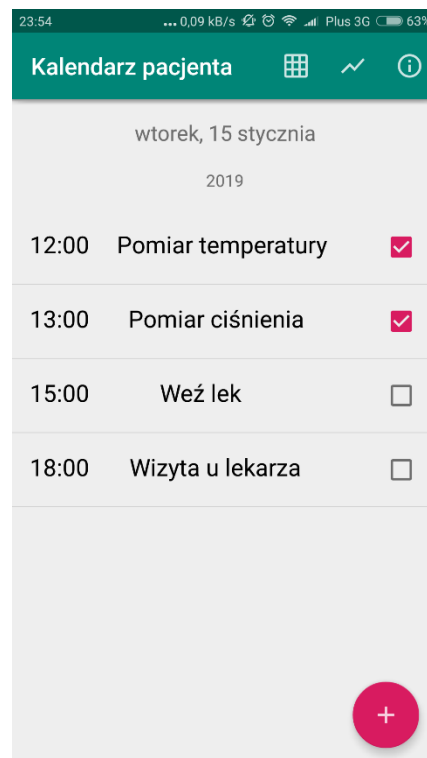 23:54 ... 0,09 kB/s Plus 3G 63%
Kalendarz pacjenta
wtorek, 15 stycznia
2019
12:00 Pomiar temperatury
13:00 Pomiar ciśnienia
15:00 Weź lek
18:00 Wizyta u lekarza